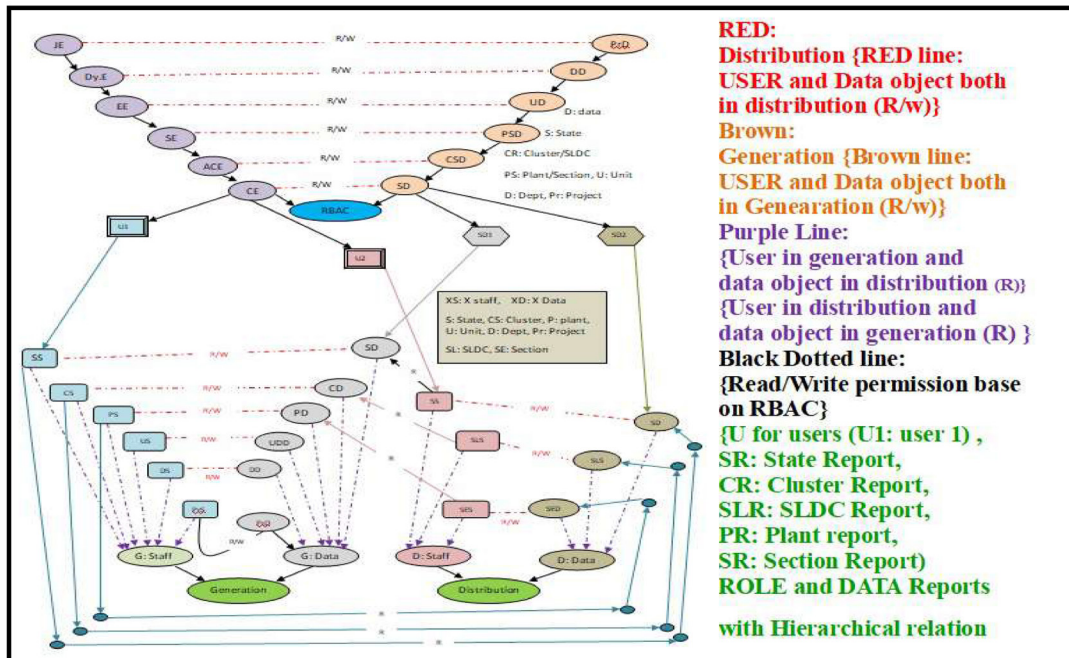 JE
R/W
PrD
Dy.E
R/W
DD
EE
R/W
UD
D: data
SE
R/W
PSD
S: State
ACE
R/W
CSD
CR: Cluster/SLDC
PS: Plant/Section, U: Unit
CE
R/W
SD
D: Dept, Pr: Project
RBAC
U1
U2
SD1
SD2
XS: X staff, XD: X Data
S: State, CS: Cluster, P: plant,
U: Unit, D: Dept, Pr: Project
SL: SLDC, SE: Section
SS
R/W
SD
R
CS
R/W
CD
SS
R/W
SD
PS
R/W
PD
R
US
R/W
UDD
SLS
R/W
SLS
DS
R/W
DD
R
R/W
SES
R/W
SED
G: Staff
G: Data
D: Staff
D: Data
Generation
Distribution
R
R
R
RED:
Distribution {RED line:
USER and Data object both
in distribution (R/w)}
Brown:
Generation {Brown line:
USER and Data object both
in Genearation (R/w)}
Purple Line:
{User in generation and
data object in distribution (R)}
{User in distribution and
data object in generation (R) }
Black Dotted line:
{Read/Write permission base
on RBAC}
{U for users (U1: user 1) ,
SR: State Report,
CR: Cluster Report,
SLR: SLDC Report,
PR: Plant report,
SR: Section Report)
ROLE and DATA Reports
with Hierarchical relation